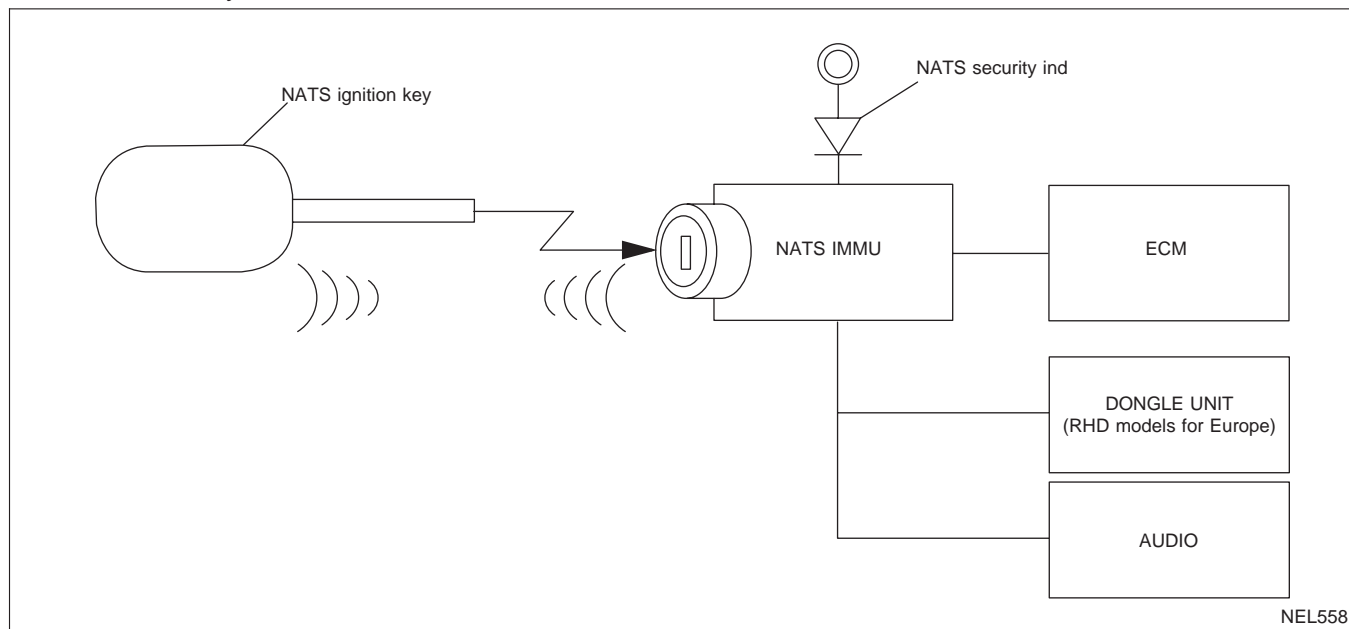 NATS security ind
NATS ignition key
NATS IMMU
ECM
DONGLE UNIT
(RHD models for Europe)
AUDIO
NEL558